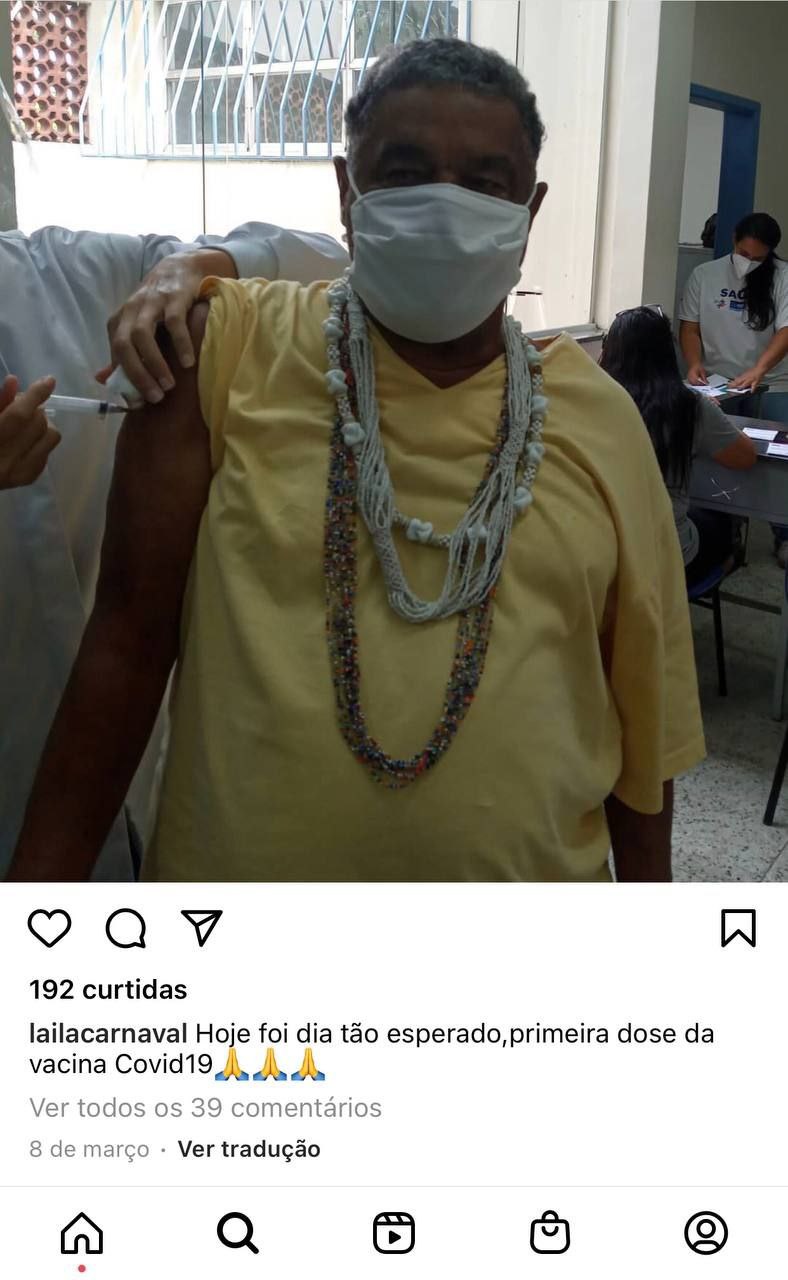 192 curtidas
lailacarnaval Hoje foi dia tão esperado,primeira dose da
vacina Covid19🙏🙏🙏
Ver todos os 39 comentários
8 de março · Ver tradução